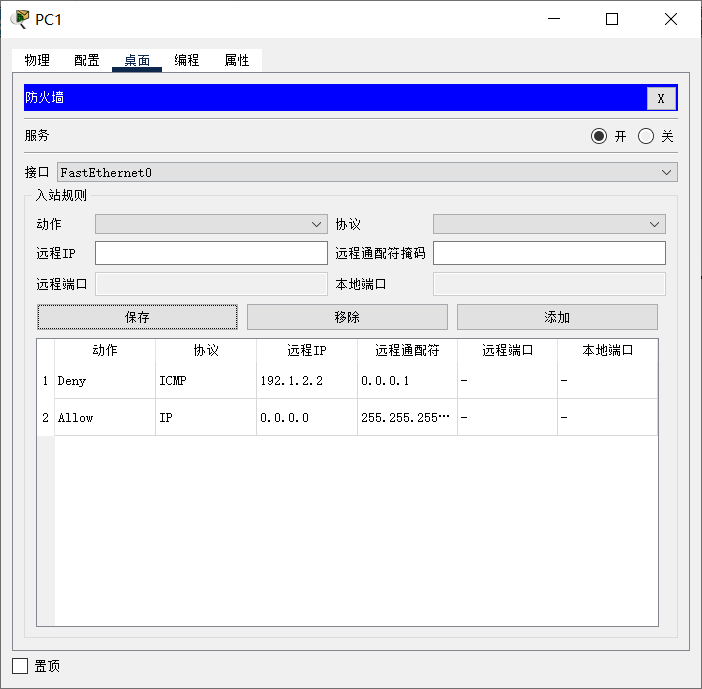 PC1
物理 配置 桌面 编程 属性
防火墙 X
服务 开 关
接口 FastEthernet0
入站规则
动作 协议
远程IP 远程通配符掩码
远程端口 本地端口
保存 移除 添加
动作 协议 远程IP 远程通配符 远程端口 本地端口
1 Deny ICMP 192.1.2.2 0.0.0.1 - -
2 Allow IP 0.0.0.0 255.255.255… - -
置顶